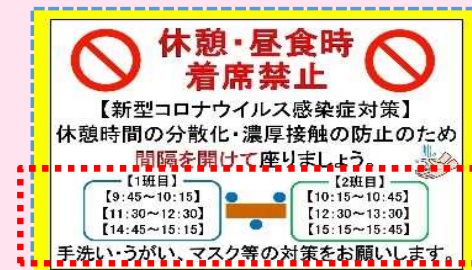 休憩・昼食時
着席禁止
【新型コロナウイルス感染症対策】
休憩時間の分散化・濃厚接触の防止のため
間隔を開けて座りましょう。
【1班目】
【9:45～10:15】
【11:30～12:30】
【14:45～15:15】
【2班目】
【10:15～10:45】
【12:30～13:30】
【15:15～15:45】
手洗い・うがい、マスク等の対策をお願いします。